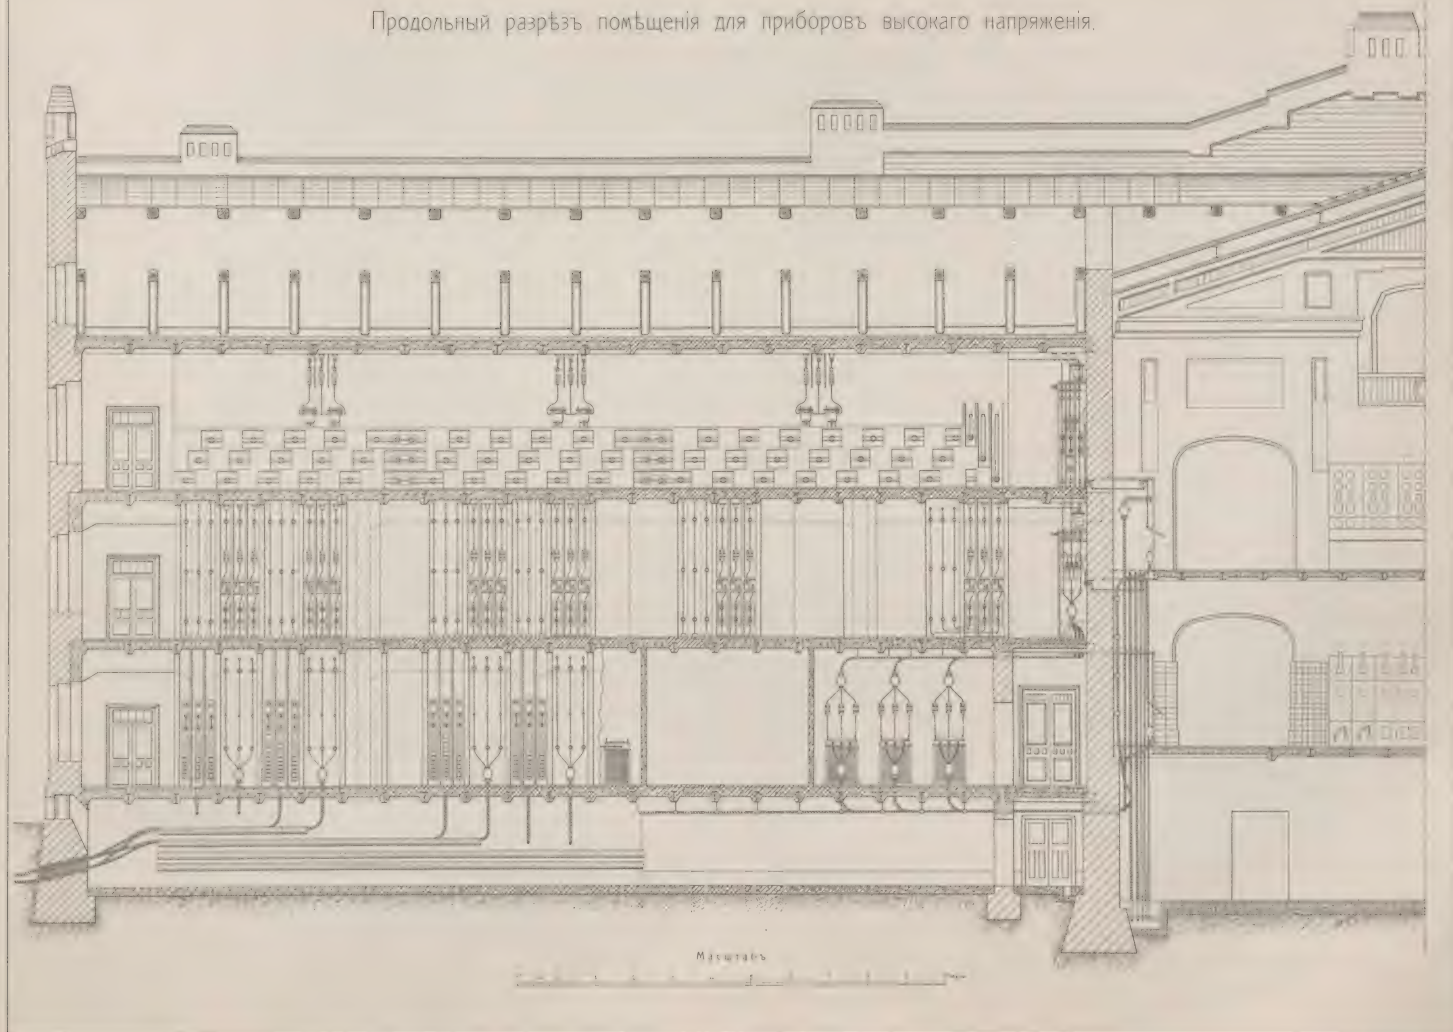 Продольный разрѣзъ помѣщенія для приборовъ высокаго напряженія.
Масштабъ